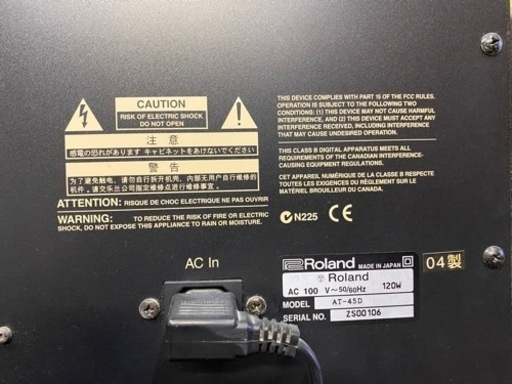 CAUTION
RISK OF ELECTRIC SHOCK
DO NOT OPEN
注 意
感電の恐れがあります キャビネットをあけないでください
警 告
为了避免触电、请勿自行拆开机壳、内部无用户自行维修的
机件、请交乐兰公司指定维修点进行各类维修。
ATTENTION: RISQUE DE CHOC ELECTRIQUE NE PAS OUVRIR
WARNING: TO REDUCE THE RISK OF FIRE OR ELECTRIC
SHOCK, DO NOT EXPOSE THIS APPLIANCE TO RAIN OR MOISTURE.
THIS DEVICE COMPLIES WITH PART 15 OF THE FCC RULES.
OPERATION IS SUBJECT TO THE FOLLOWING TWO
CONDITIONS: (1) THIS DEVICE MAY NOT CAUSE HARMFUL
INTERFERENCE, AND (2) THIS DEVICE MUST ACCEPT ANY
INTERFERENCE RECEIVED, INCLUDING INTERFERENCE THAT
MAY CAUSE UNDESIRED OPERATION.
THIS CLASS B DIGITAL APPARATUS MEETS ALL
REQUIREMENTS OF THE CANADIAN INTERFERENCE-
CAUSING EQUIPMENT REGULATIONS.
CET APPAREIL NUMÉRIQUE DE LA CLASSE B RESPECTE
TOUTES LES EXIGENCES DU RÈGLEMENT SUR LE
MATÉRIEL BROUILLEUR DU CANADA.
N225 CE
AC In
Roland MADE IN JAPAN
Roland
AC 100 V~50/60Hz 120W
MODEL AT-45D
SERIAL NO. ZS00106
04製